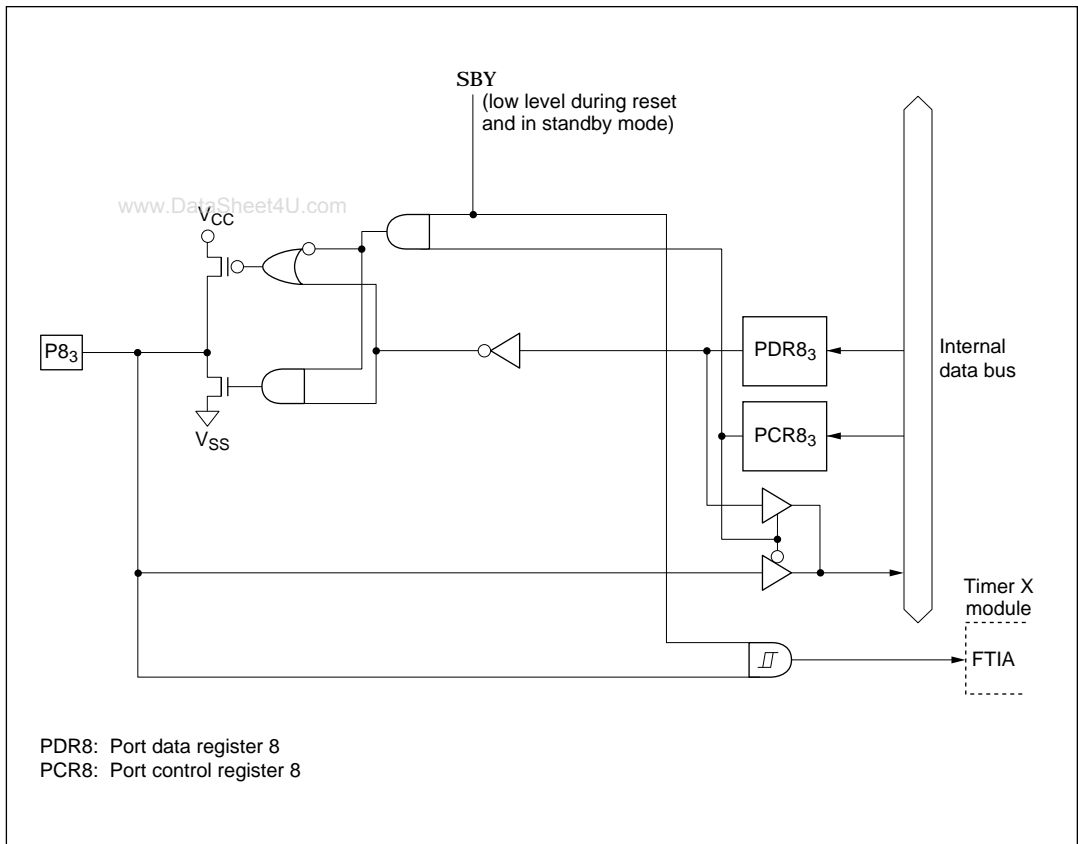 SBY
(low level during reset
and in standby mode)
www.DataSheet4U.com
VCC
P83
VSS
PDR83
PCR83
Internal
data bus
Timer X
module
FTIA
PDR8: Port data register 8
PCR8: Port control register 8